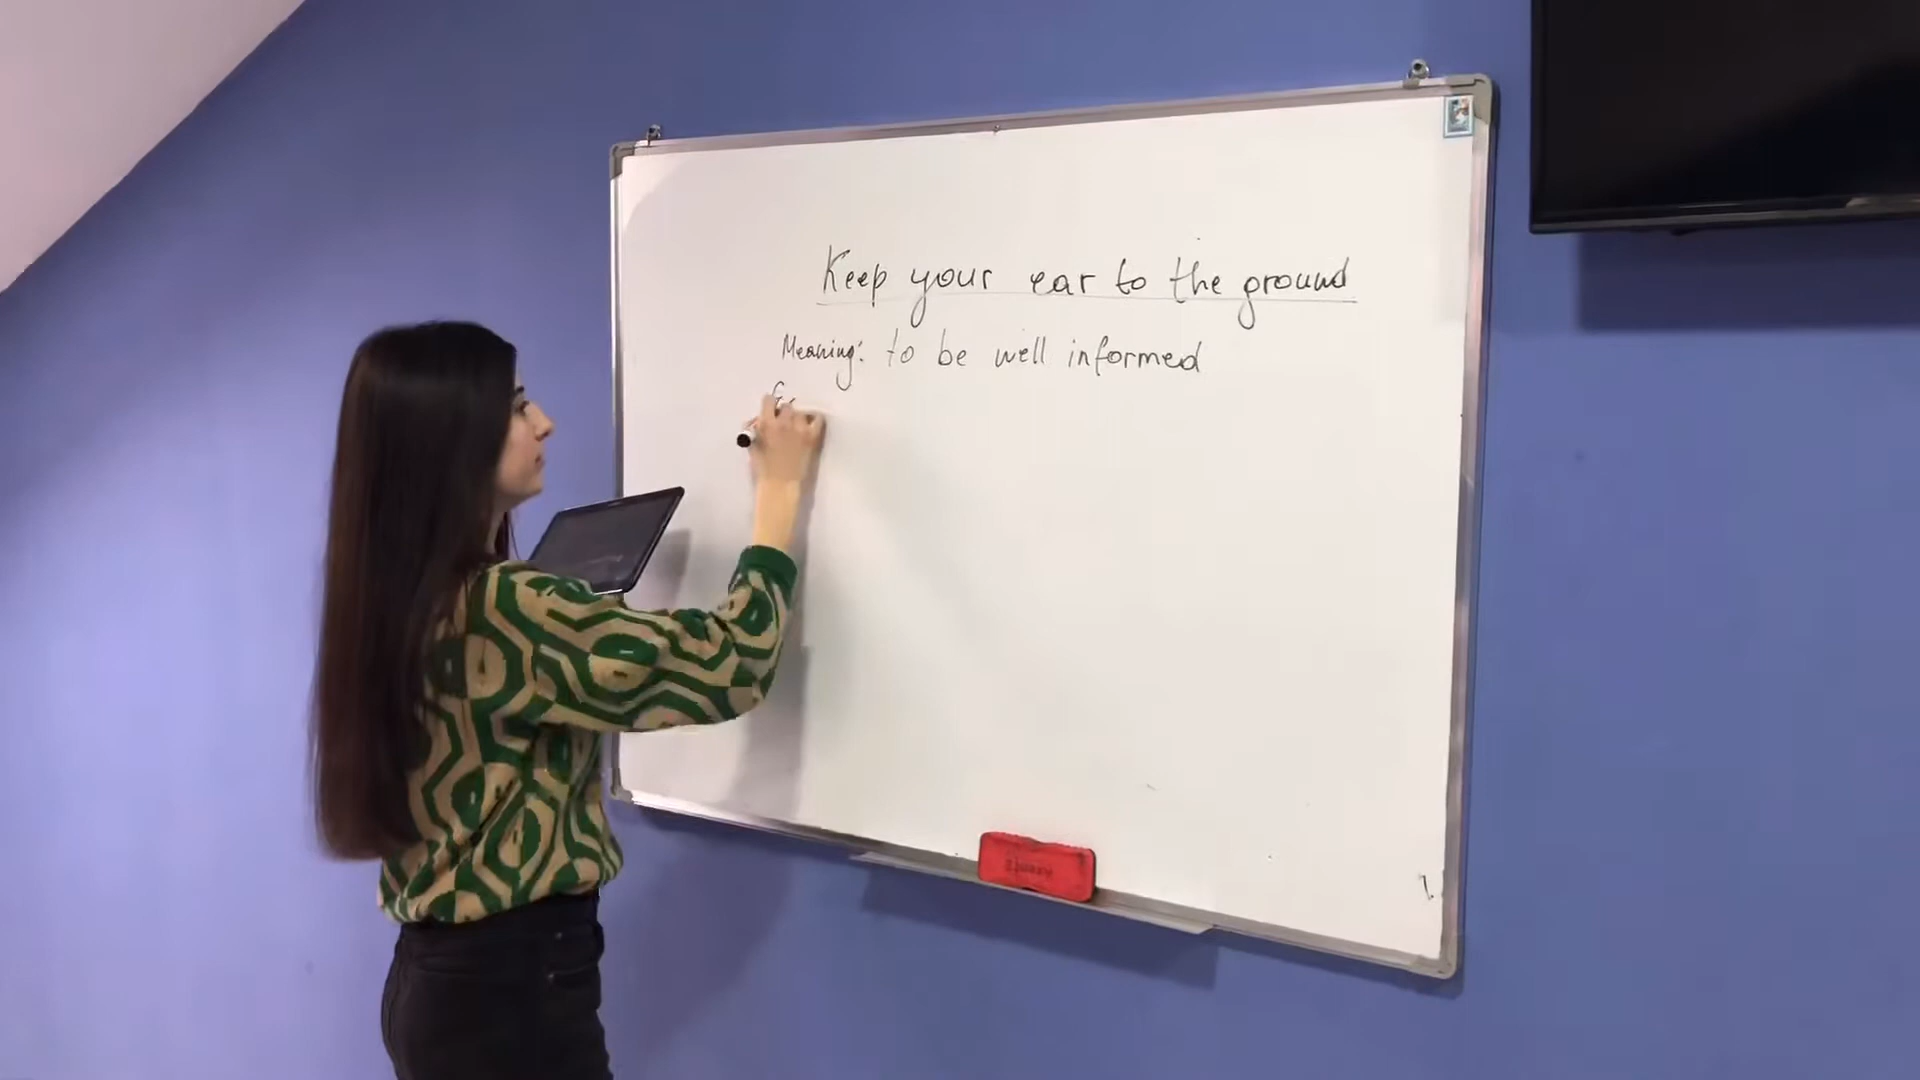 Keep your ear to the ground
Meaning: to be well informed